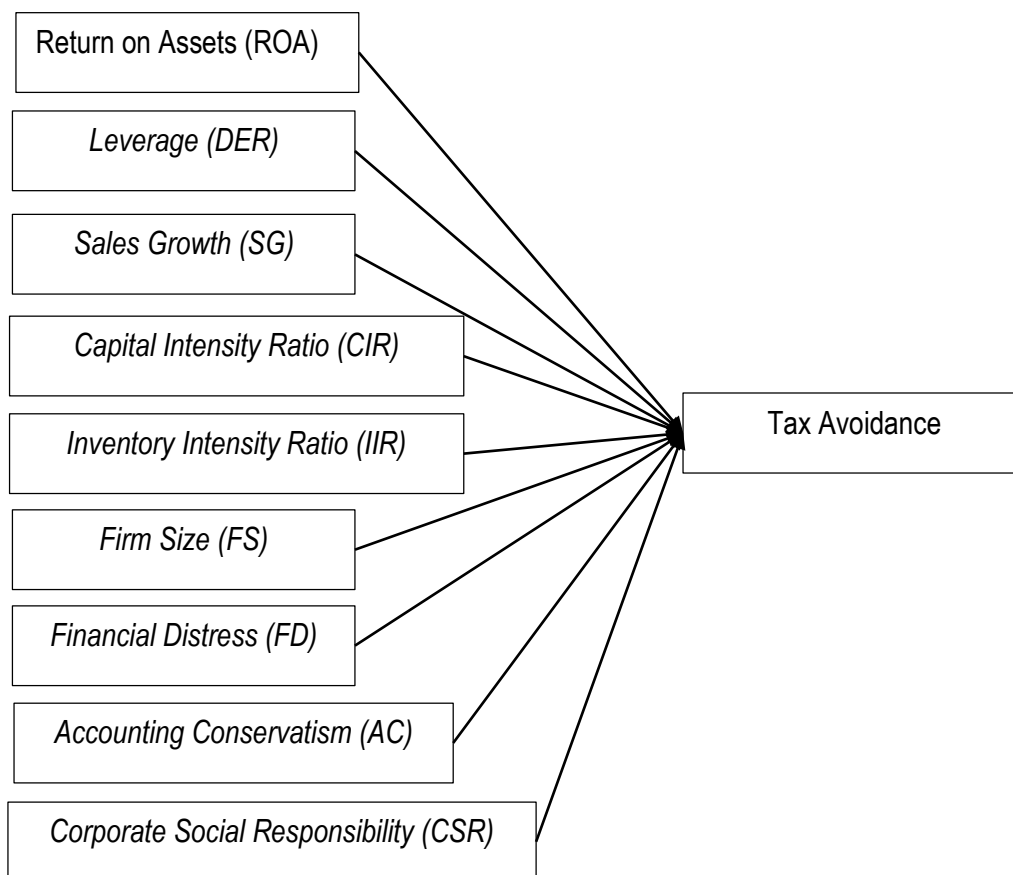 Return on Assets (ROA)
Leverage (DER)
Sales Growth (SG)
Capital Intensity Ratio (CIR)
Inventory Intensity Ratio (IIR)
Firm Size (FS)
Financial Distress (FD)
Accounting Conservatism (AC)
Corporate Social Responsibility (CSR)
Tax Avoidance